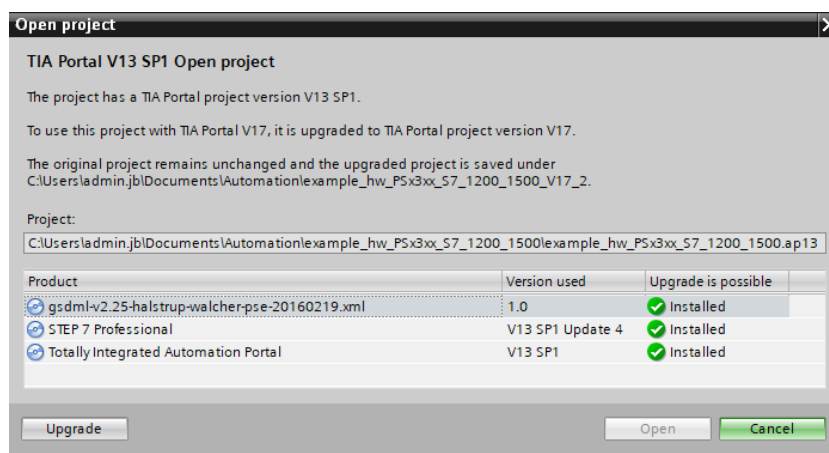 Open project
TIA Portal V13 SP1 Open project
The project has a TIA Portal project version V13 SP1.
To use this project with TIA Portal V17, it is upgraded to TIA Portal project version V17.
The original project remains unchanged and the upgraded project is saved under
C:\Users\admin.jb\Documents\Automation\example_hw_PSx3xx_S7_1200_1500_V17_2.
Project:
C:\Users\admin.jb\Documents\Automation\example_hw_PSx3xx_S7_1200_1500\example_hw_PSx3xx_S7_1200_1500.ap13
Product Version used Upgrade is possible
gsdml-v2.25-halstrup-walcher-pse-20160219.xml 1.0 Installed
STEP 7 Professional V13 SP1 Update 4 Installed
Totally Integrated Automation Portal V13 SP1 Installed
Upgrade Open Cancel